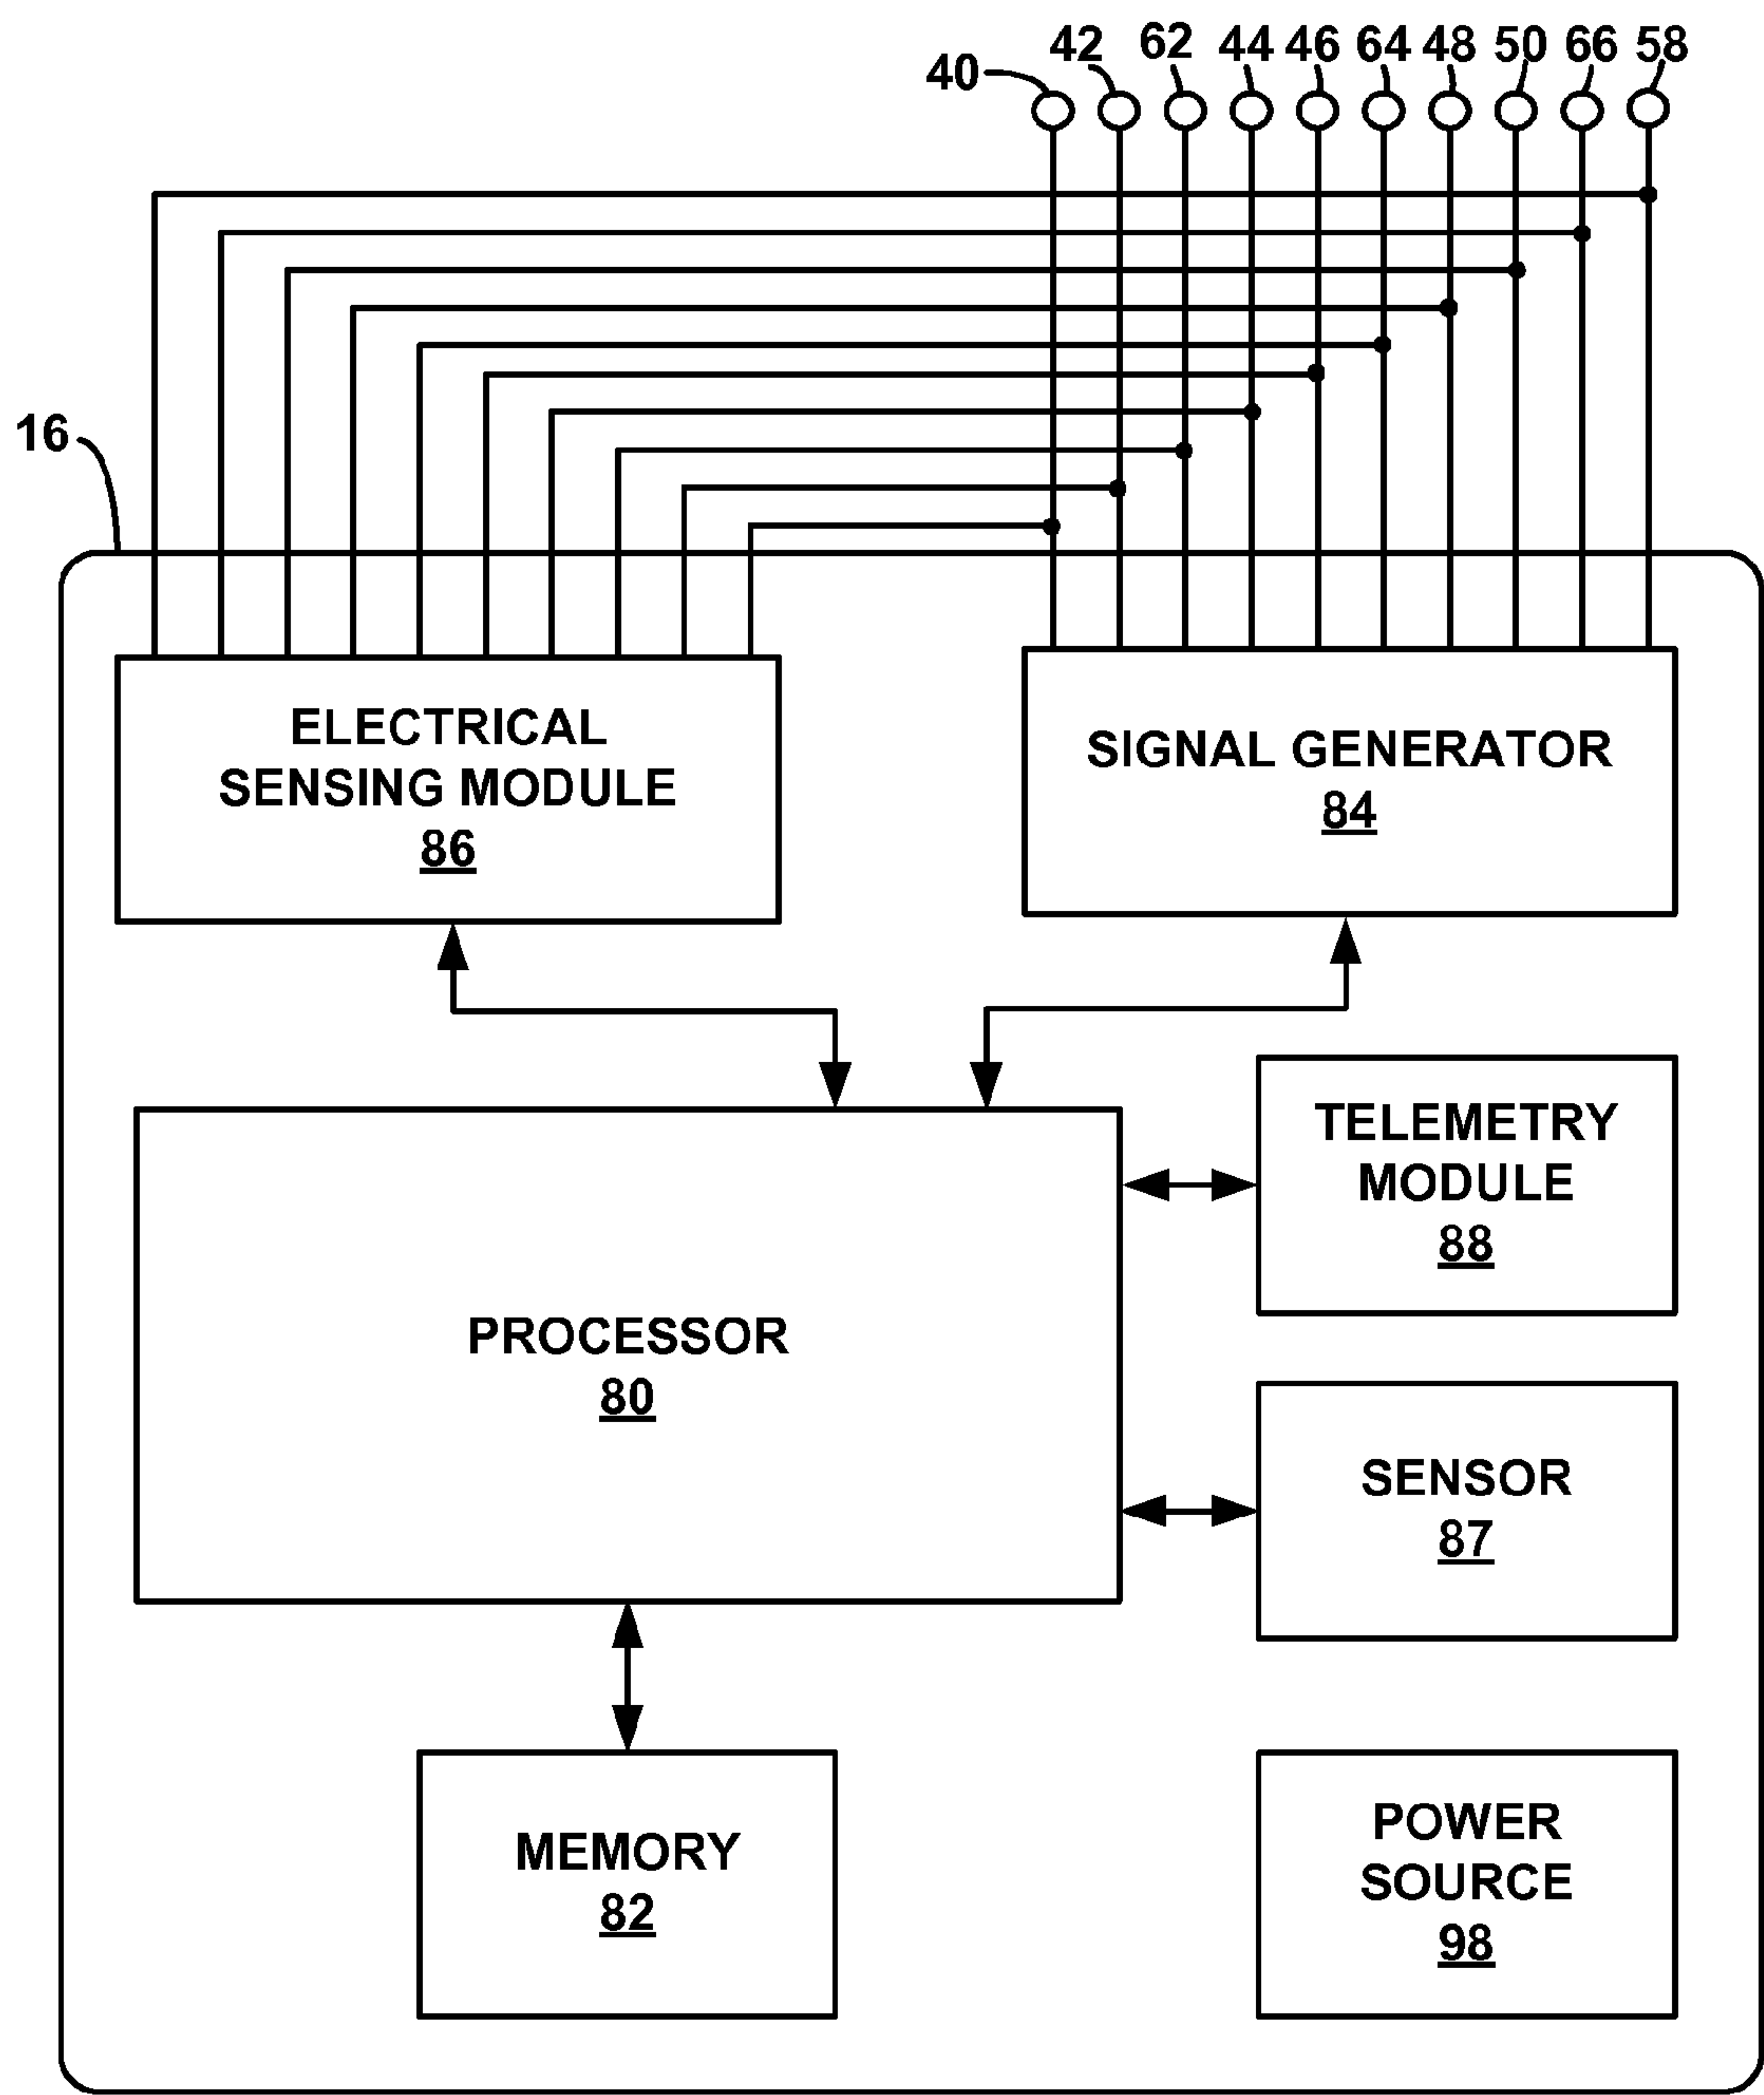 40 42 62 44 46 64 48 50 66 58
16
ELECTRICAL
SENSING MODULE
86
SIGNAL GENERATOR
84
TELEMETRY
MODULE
88
PROCESSOR
80
SENSOR
87
MEMORY
82
POWER
SOURCE
98